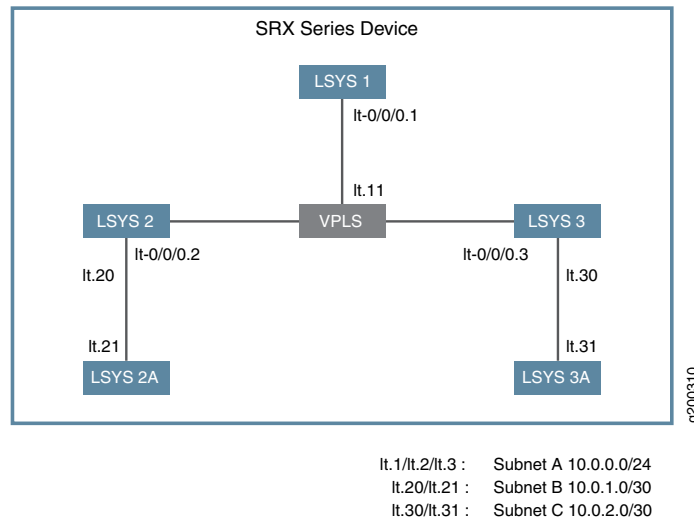 SRX Series Device
LSYS 1
lt-0/0/0.1
lt.11
LSYS 2
VPLS
LSYS 3
lt-0/0/0.2
lt-0/0/0.3
lt.20
lt.30
lt.21
lt.31
LSYS 2A
LSYS 3A
g200310
lt.1/lt.2/lt.3 : Subnet A 10.0.0.0/24
lt.20/lt.21 : Subnet B 10.0.1.0/30
lt.30/lt.31 : Subnet C 10.0.2.0/30